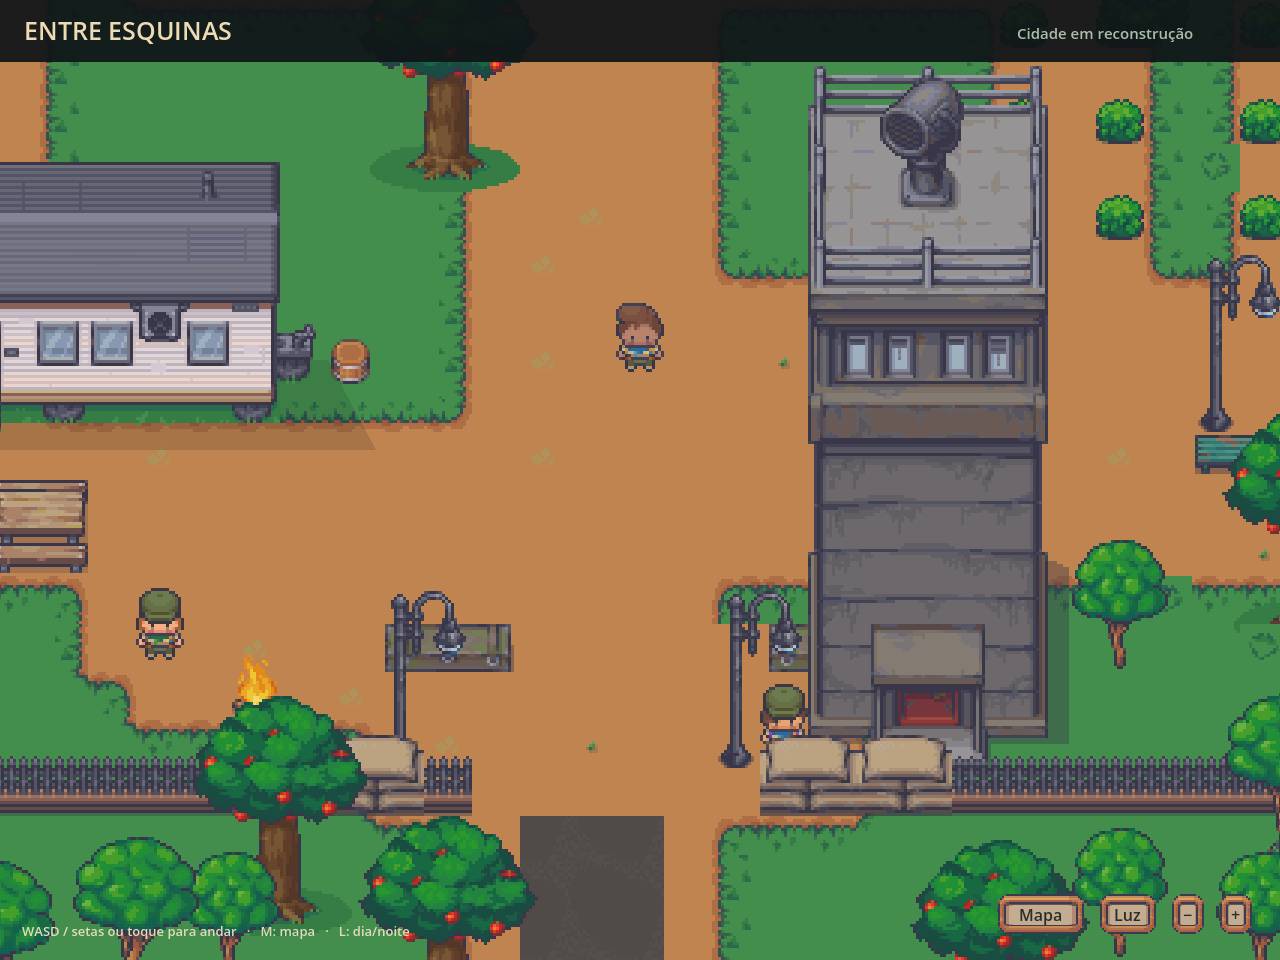 ENTRE ESQUINAS
Cidade em reconstrução
Mapa
Luz
−
+
WASD / setas ou toque para andar · M: mapa · L: dia/noite